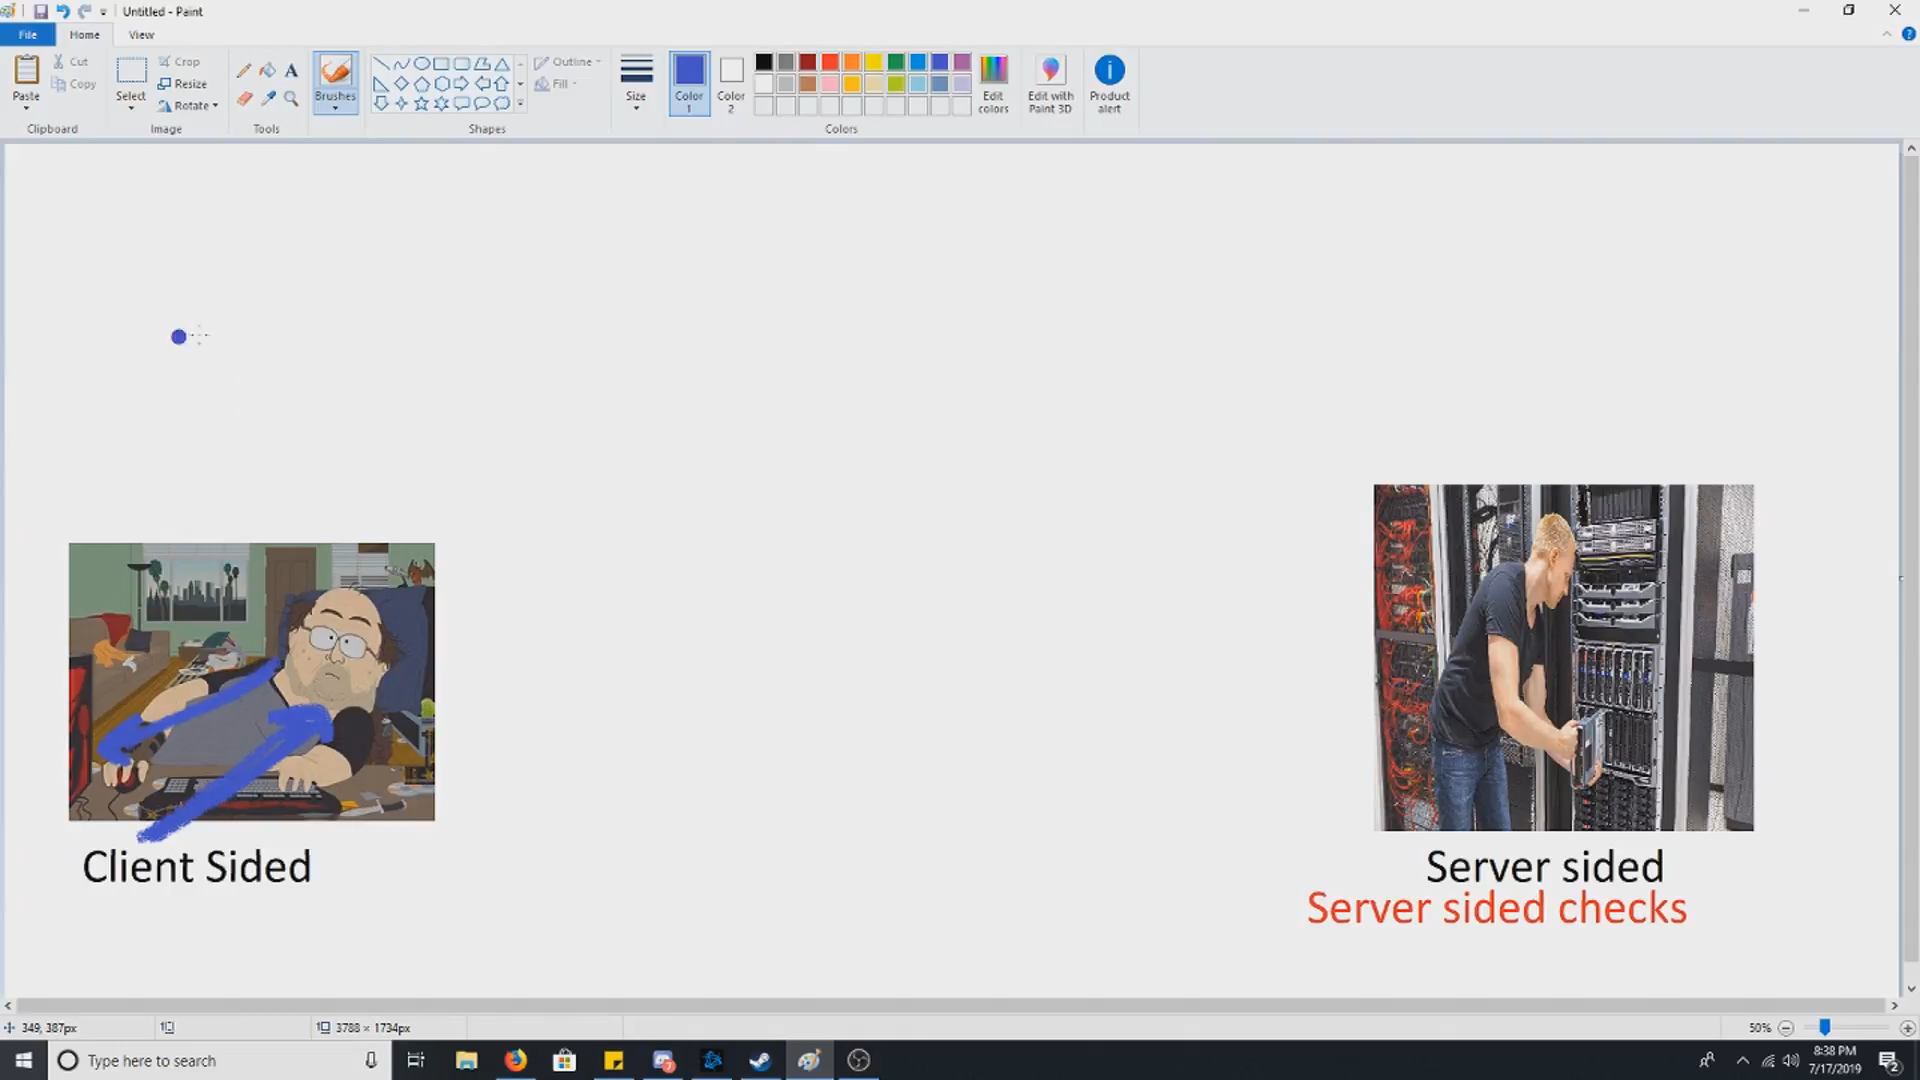 Untitled - Paint
File Home View
Paste
Cut
Copy
Clipboard
Select
Crop
Resize
Rotate
Image
Tools
Brushes
Shapes
Outline
Fill
Size
Color 1
Color 2
Edit colors
Colors
Edit with Paint 3D
Product alert
Client Sided
Server sided
Server sided checks
349, 387px
3788 × 1734px
50%
Type here to search
8:38 PM
7/17/2019
2